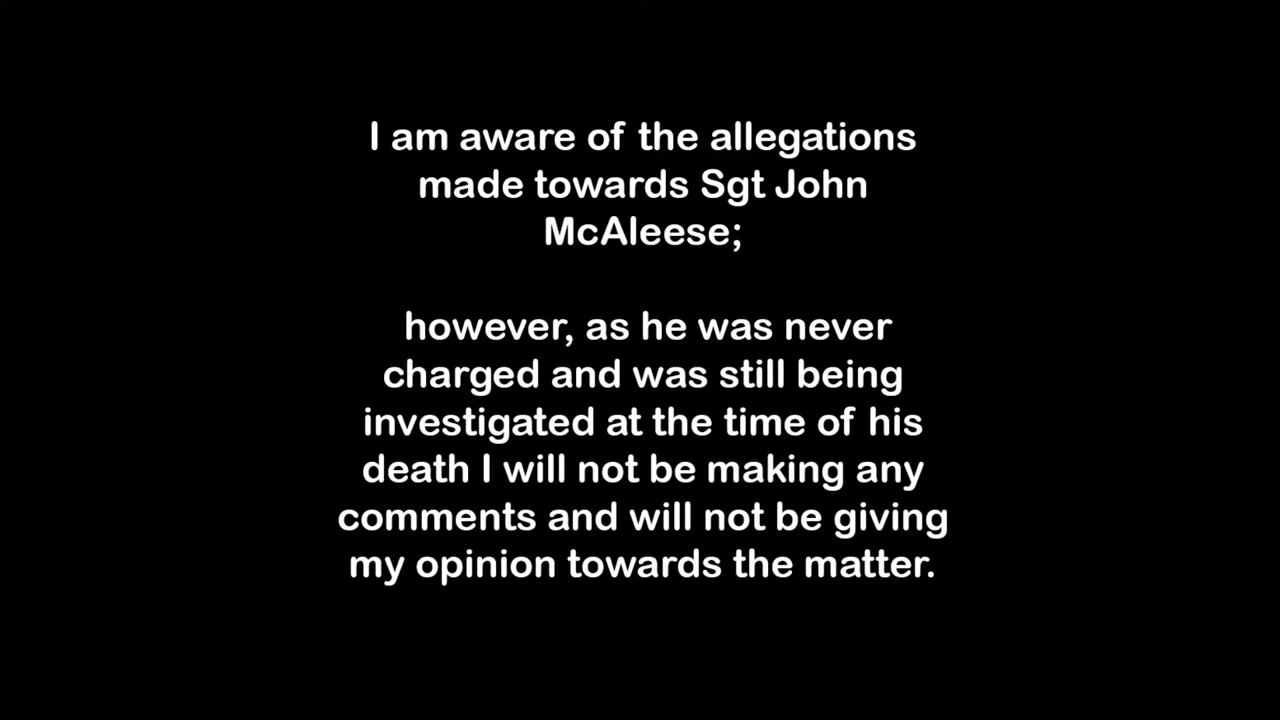 I am aware of the allegations
made towards Sgt John
McAleese;
however, as he was never
charged and was still being
investigated at the time of his
death I will not be making any
comments and will not be giving
my opinion towards the matter.